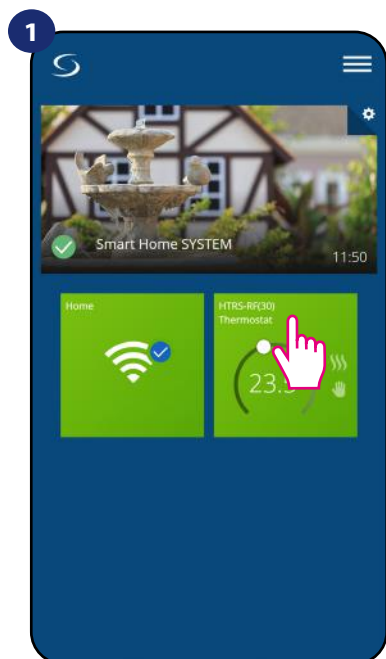 1
Smart Home SYSTEM
11:50
Home
HTRS-RF(30)
Thermostat